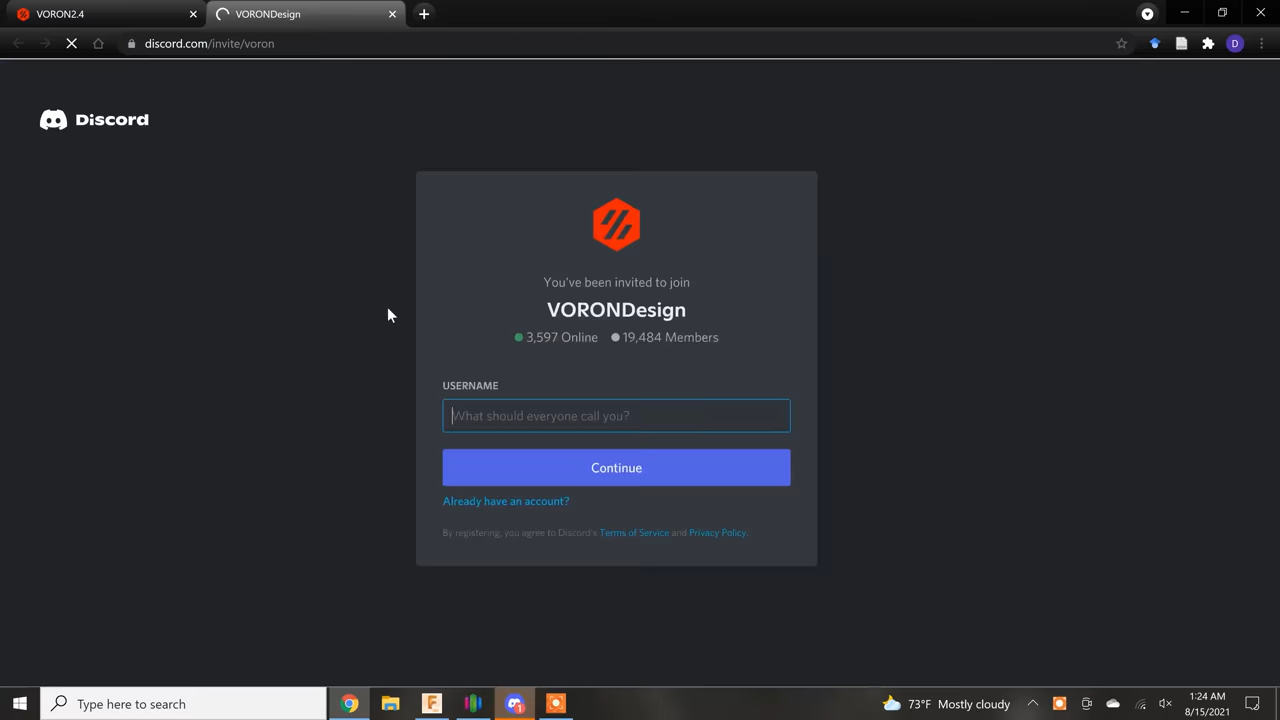 VORON2.4
VORONDesign
discord.com/invite/voron
D
Discord
You've been invited to join
VORONDesign
3,597 Online
19,484 Members
USERNAME
What should everyone call you?
Continue
Already have an account?
By registering, you agree to Discord's Terms of Service and Privacy Policy.
Type here to search
F
1
73°F Mostly cloudy
1:24 AM
8/15/2021